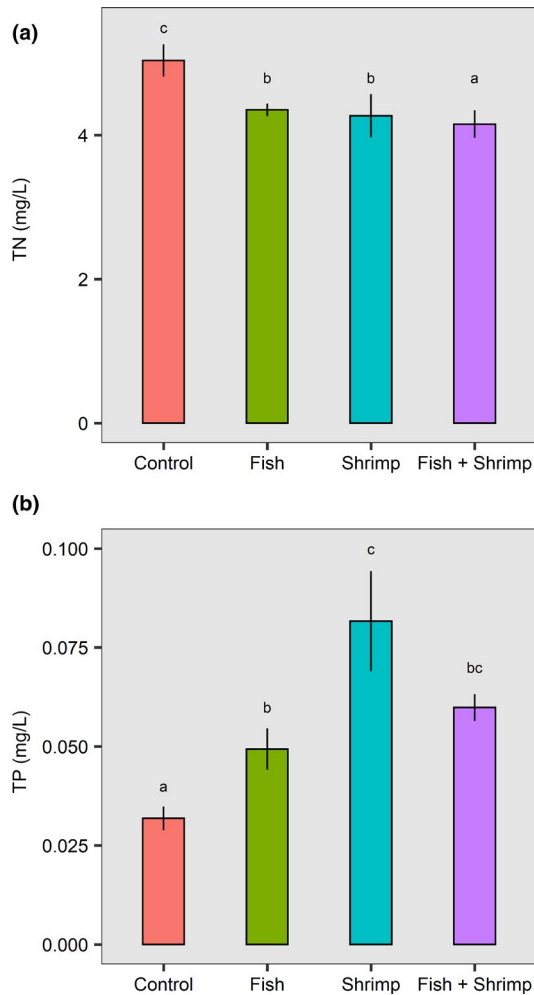 (a)
TN (mg/L)
4
2
0
c
b
b
a
Control Fish Shrimp Fish + Shrimp
(b)
TP (mg/L)
0.100
0.075
0.050
0.025
0.000
a
b
c
bc
Control Fish Shrimp Fish + Shrimp